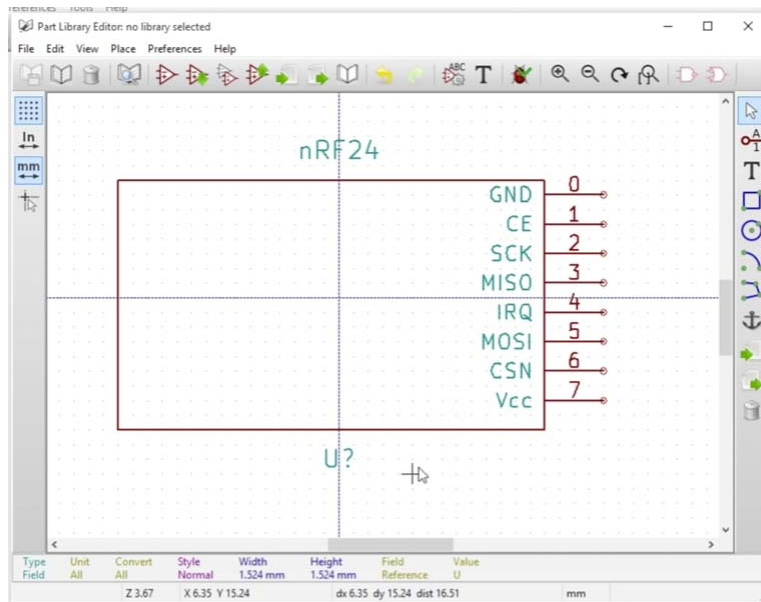 Part Library Editor: no library selected
File Edit View Place Preferences Help
ABC
T
In
mm
A
1
T
nRF24
GND 0
CE 1
SCK 2
MISO 3
IRQ 4
MOSI 5
CSN 6
Vcc 7
U?
Type Unit Convert Style Width Height Field Value
Field All All Normal 1.524 mm 1.524 mm Reference U
Z 3.67 X 6.35 Y 15.24 dx 6.35 dy 15.24 dist 16.51 mm